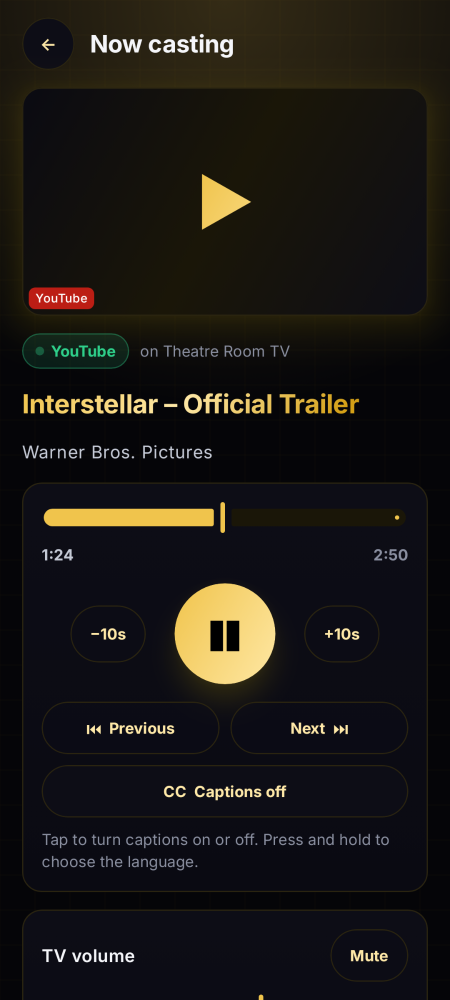 Now casting
YouTube
YouTube on Theatre Room TV
Interstellar – Official Trailer
Warner Bros. Pictures
1:24 2:50
−10s +10s
Previous Next
CC Captions off
Tap to turn captions on or off. Press and hold to
choose the language.
TV volume Mute